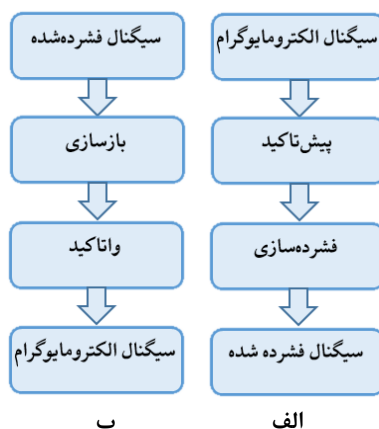 سیگنال الکترومایوگرام
پیش‌تاکید
فشرده‌سازی
سیگنال فشرده شده
الف
سیگنال فشرده‌شده
بازسازی
واتاکید
سیگنال الکترومایوگرام
ب